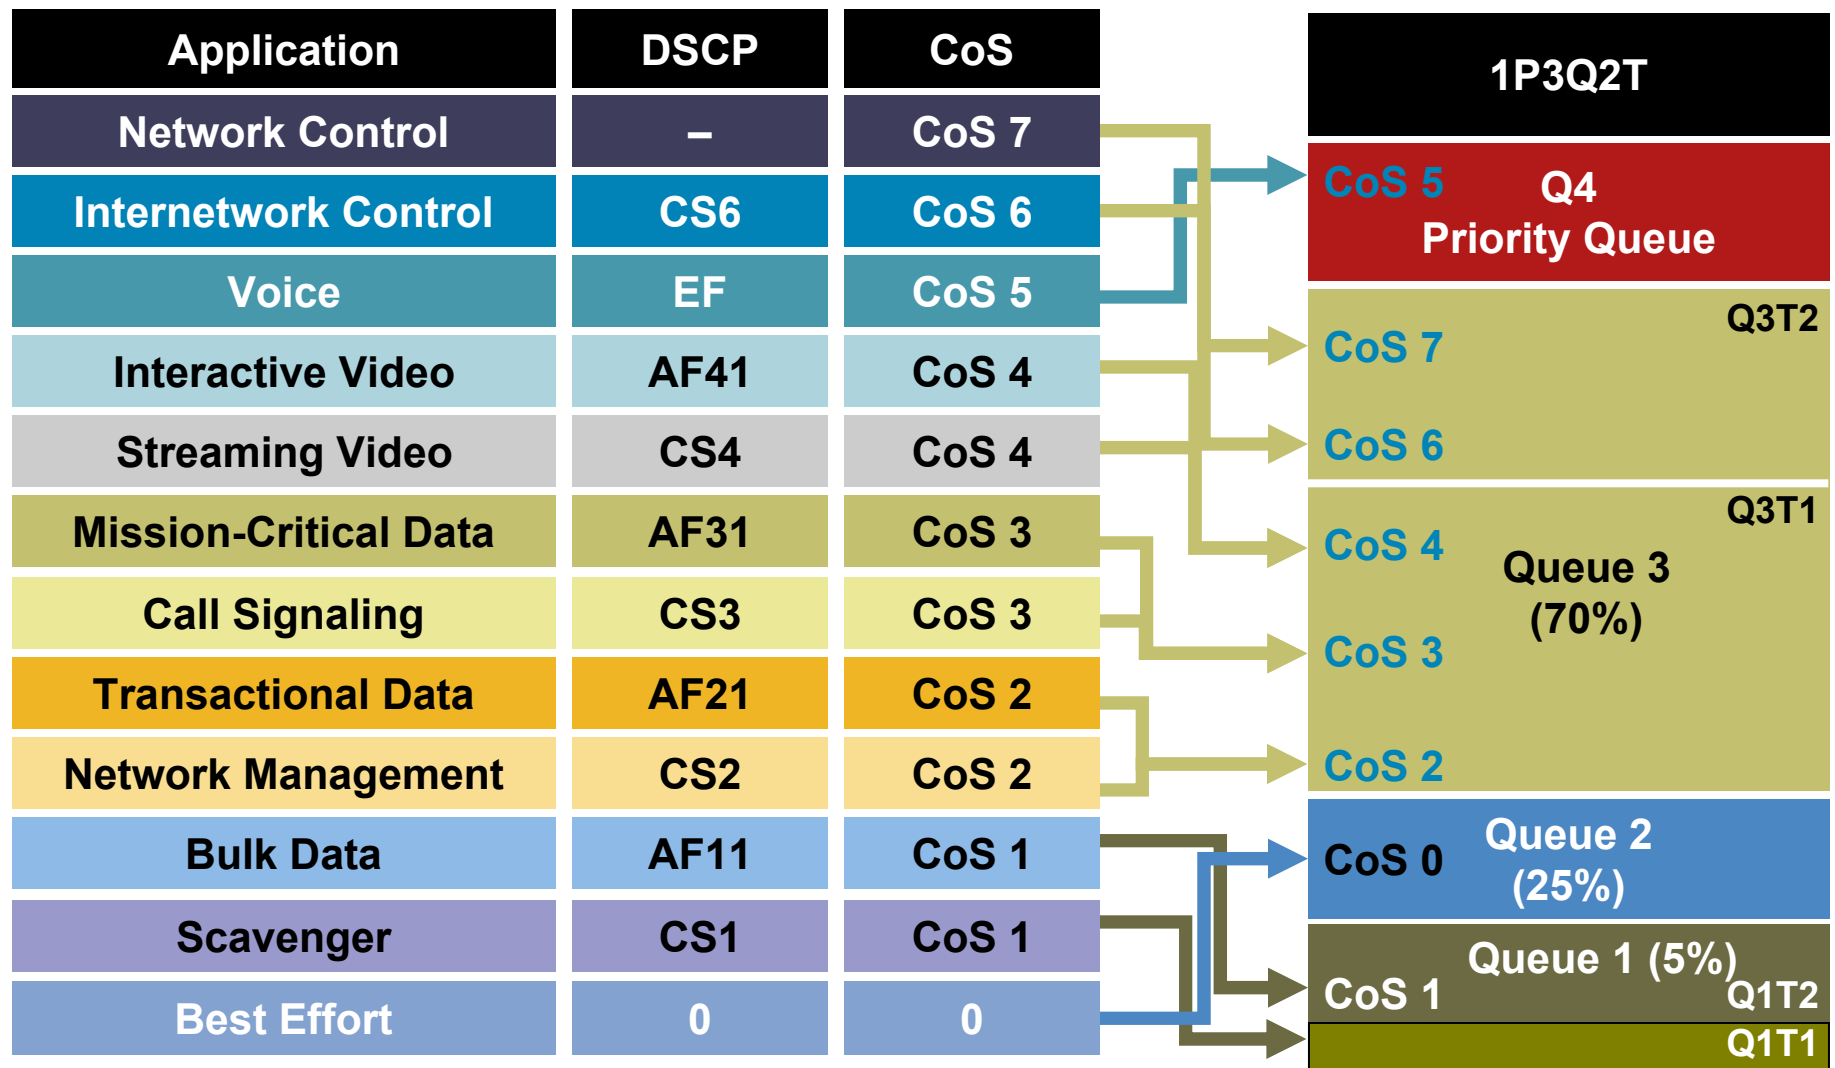 Application DSCP CoS
Network Control – CoS 7
Internetwork Control CS6 CoS 6
Voice EF CoS 5
Interactive Video AF41 CoS 4
Streaming Video CS4 CoS 4
Mission-Critical Data AF31 CoS 3
Call Signaling CS3 CoS 3
Transactional Data AF21 CoS 2
Network Management CS2 CoS 2
Bulk Data AF11 CoS 1
Scavenger CS1 CoS 1
Best Effort 0 0
1P3Q2T
CoS 5 Q4
Priority Queue
Q3T2
CoS 7
CoS 6
Q3T1
CoS 4
Queue 3
(70%)
CoS 3
CoS 2
Queue 2
CoS 0
(25%)
Queue 1 (5%)
CoS 1 Q1T2
Q1T1